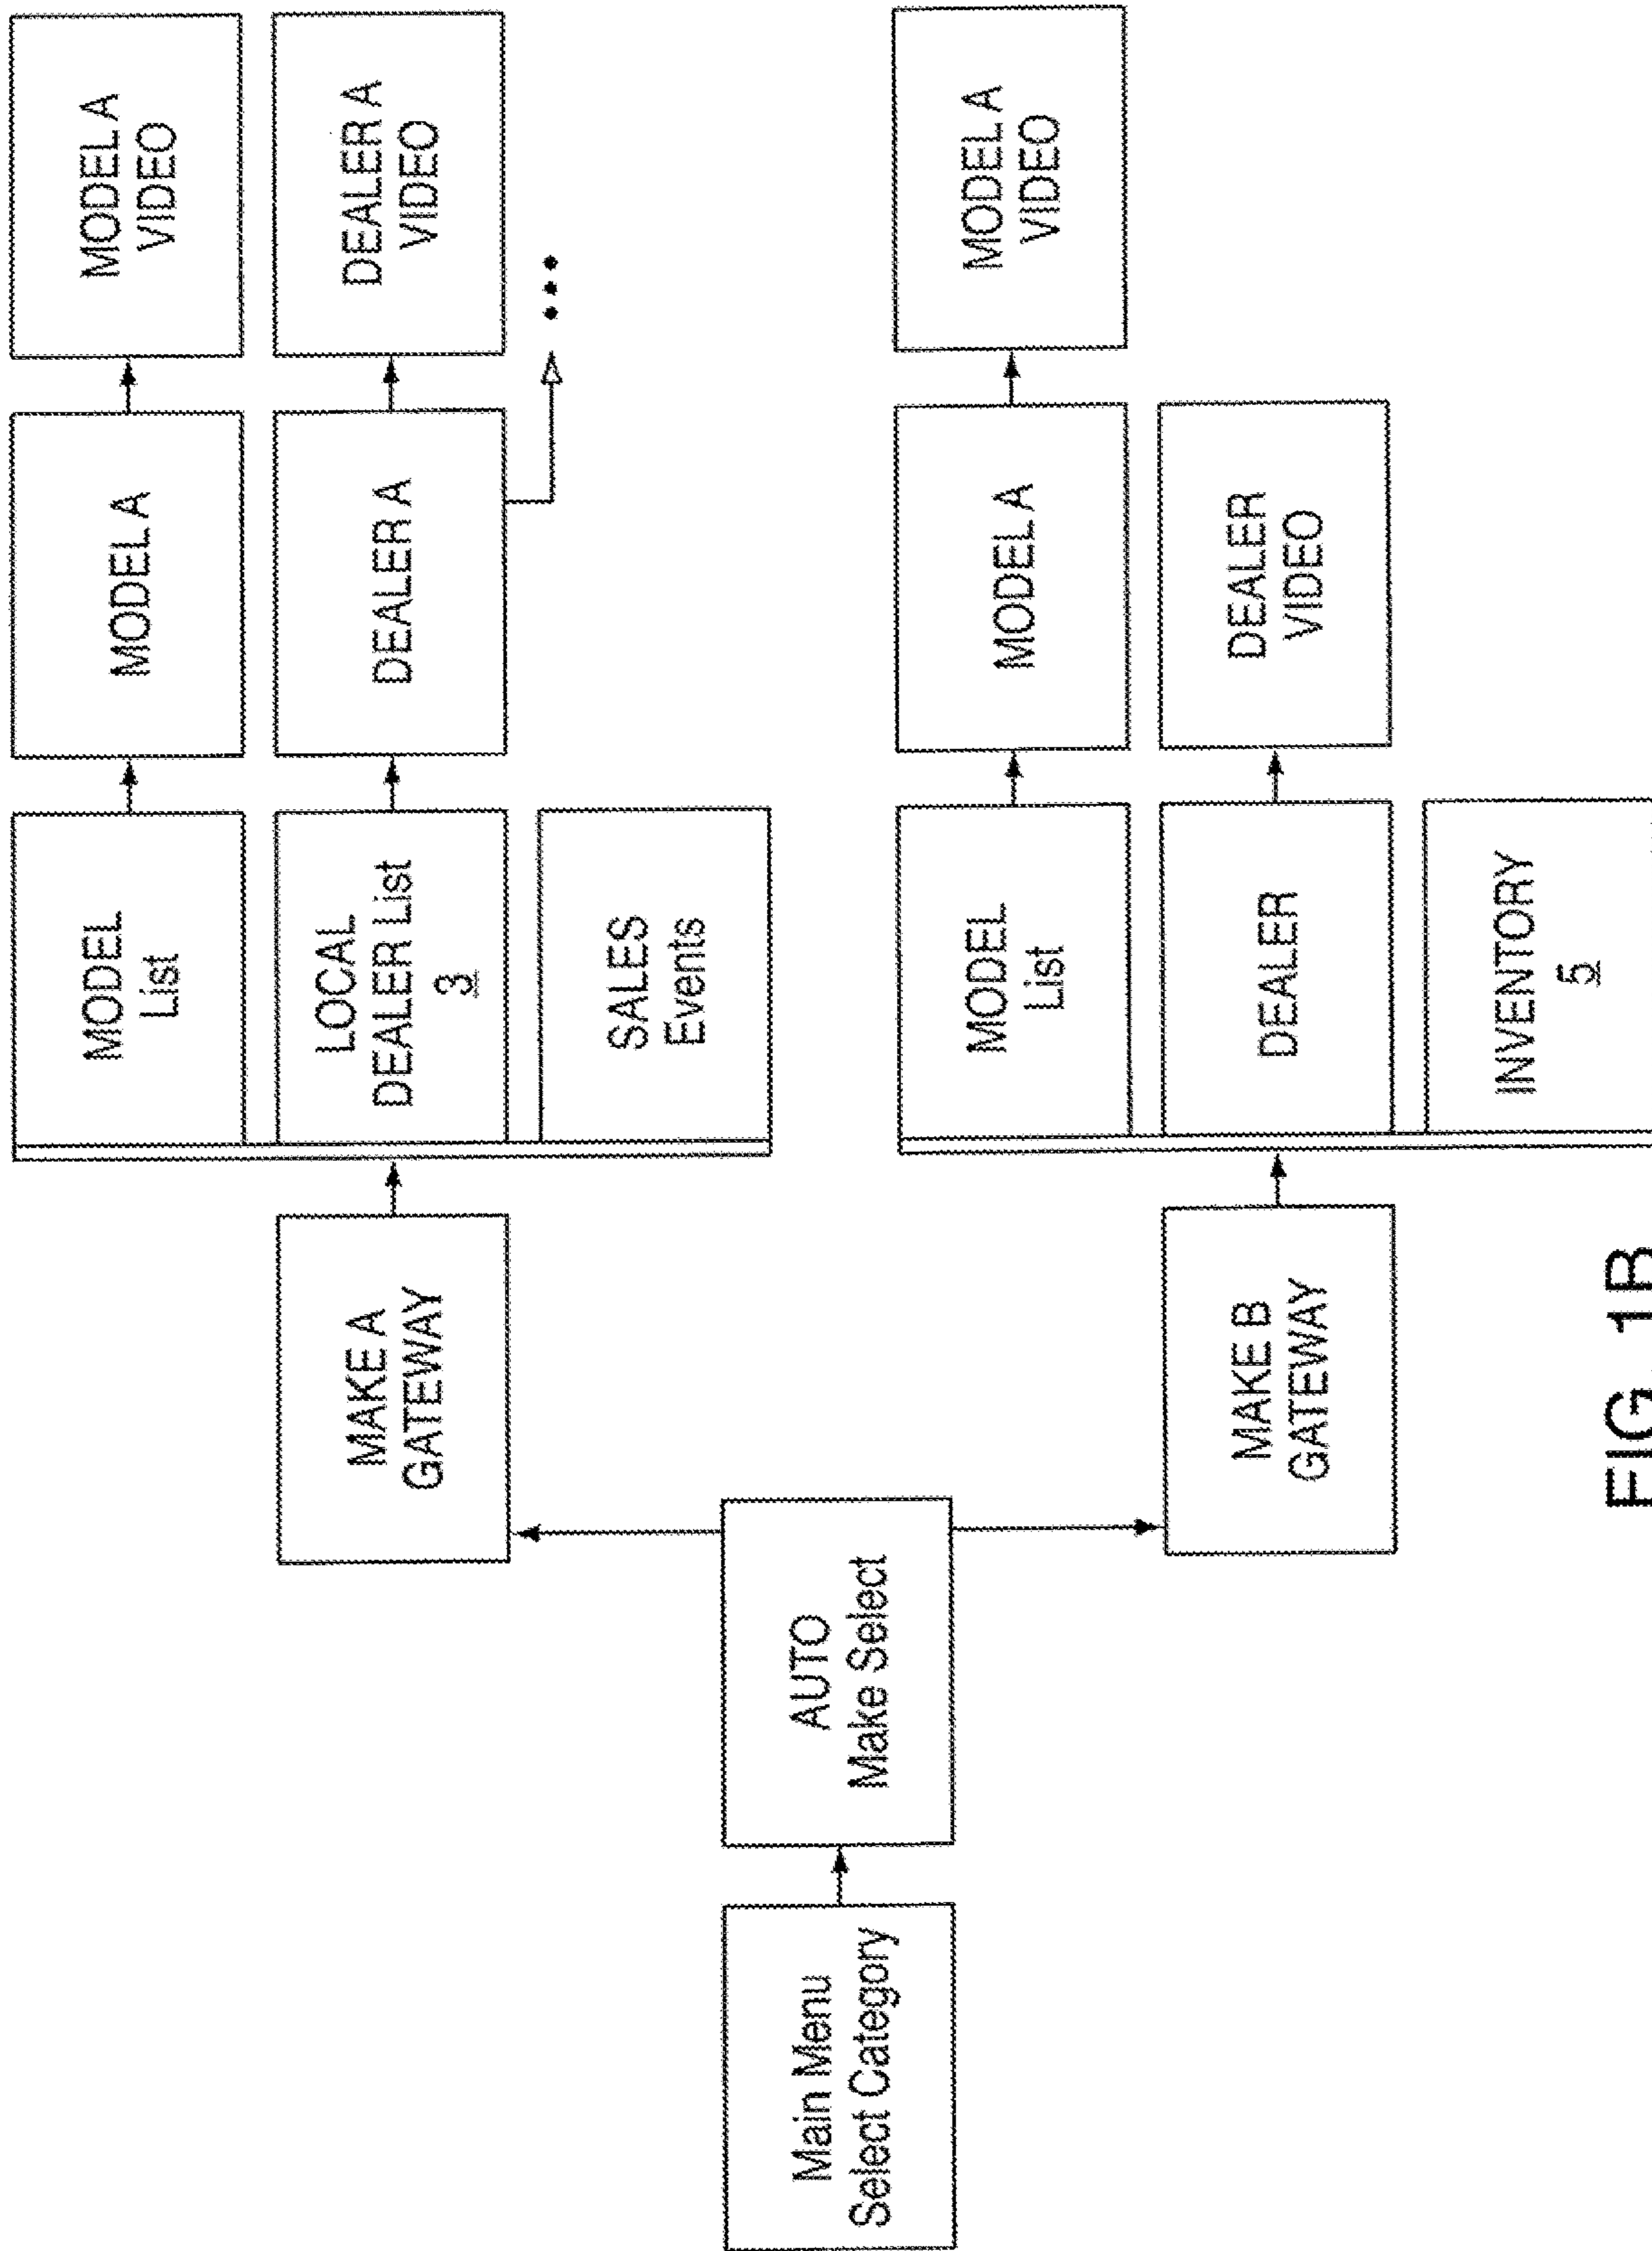 Main Menu
Select Category
AUTO
Make Select
MAKE A
GATEWAY
MODEL
List
MODEL A
MODEL A
VIDEO
LOCAL
DEALER List
3
DEALER A
DEALER A
VIDEO
SALES
Events
MAKE B
GATEWAY
MODEL
List
MODEL A
MODEL A
VIDEO
DEALER
DEALER
VIDEO
INVENTORY
5
FIG. 1B